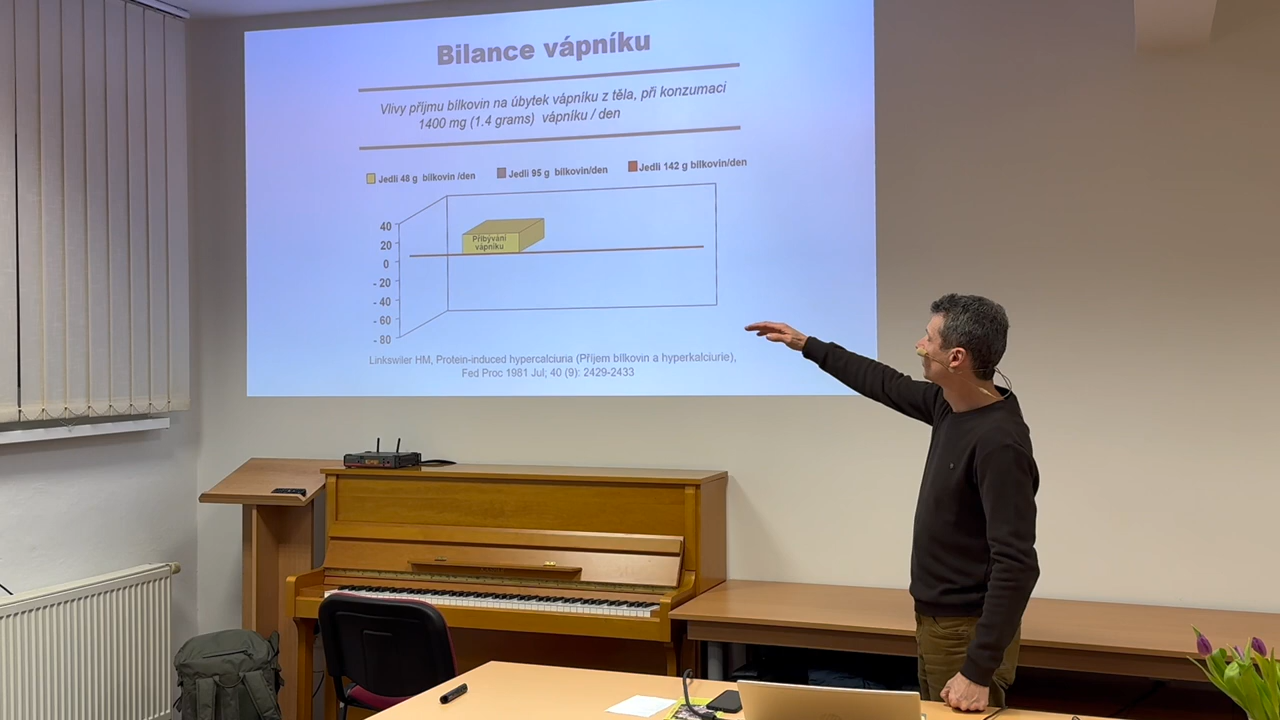 Bilance vápníku
Vlivy příjmu bílkovin na úbytek vápníku z těla, při konzumaci
1400 mg (1.4 grams) vápníku / den
Jedli 48 g bílkovin /den
Jedli 95 g bílkovin/den
Jedli 142 g bílkovin/den
Přibývání
vápníku
40
20
0
- 20
- 40
- 60
- 80
Linkswiler HM, Protein-induced hypercalciuria (Příjem bílkovin a hyperkalciurie),
Fed Proc 1981 Jul; 40 (9): 2429-2433